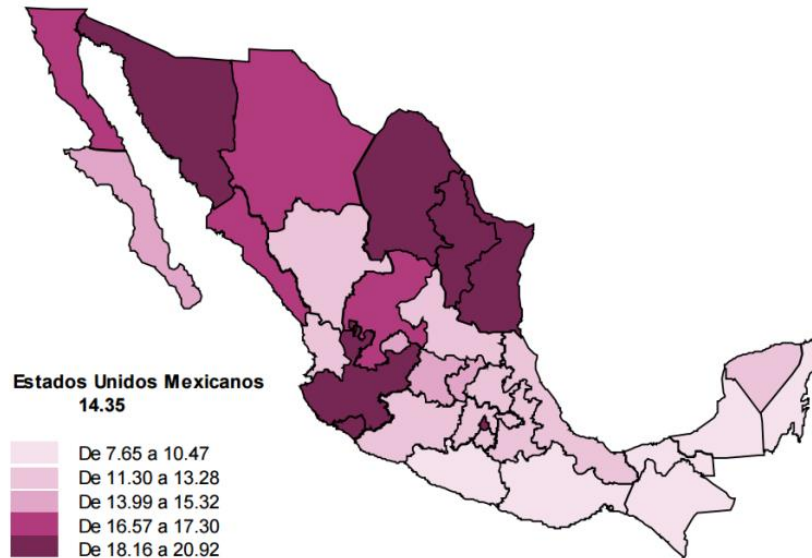 Estados Unidos Mexicanos
14.35
De 7.65 a 10.47
De 11.30 a 13.28
De 13.99 a 15.32
De 16.57 a 17.30
De 18.16 a 20.92